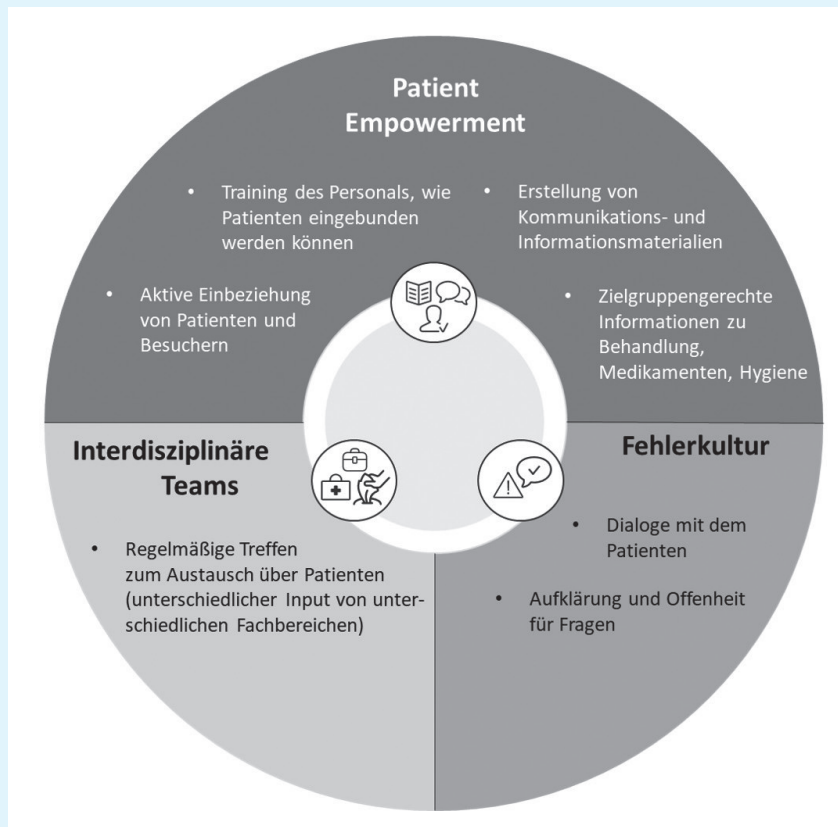 Patient
Empowerment
• Training des Personals, wie
Patienten eingebunden
werden können
• Erstellung von
Kommunikations- und
Informationsmaterialien
• Aktive Einbeziehung
von Patienten und
Besuchern
• Zielgruppengerechte
Informationen zu
Behandlung,
Medikamenten, Hygiene
Interdisziplinäre
Teams
• Regelmäßige Treffen
zum Austausch über Patienten
(unterschiedlicher Input von unter-
schiedlichen Fachbereichen)
Fehlerkultur
• Dialoge mit dem
Patienten
• Aufklärung und Offenheit
für Fragen